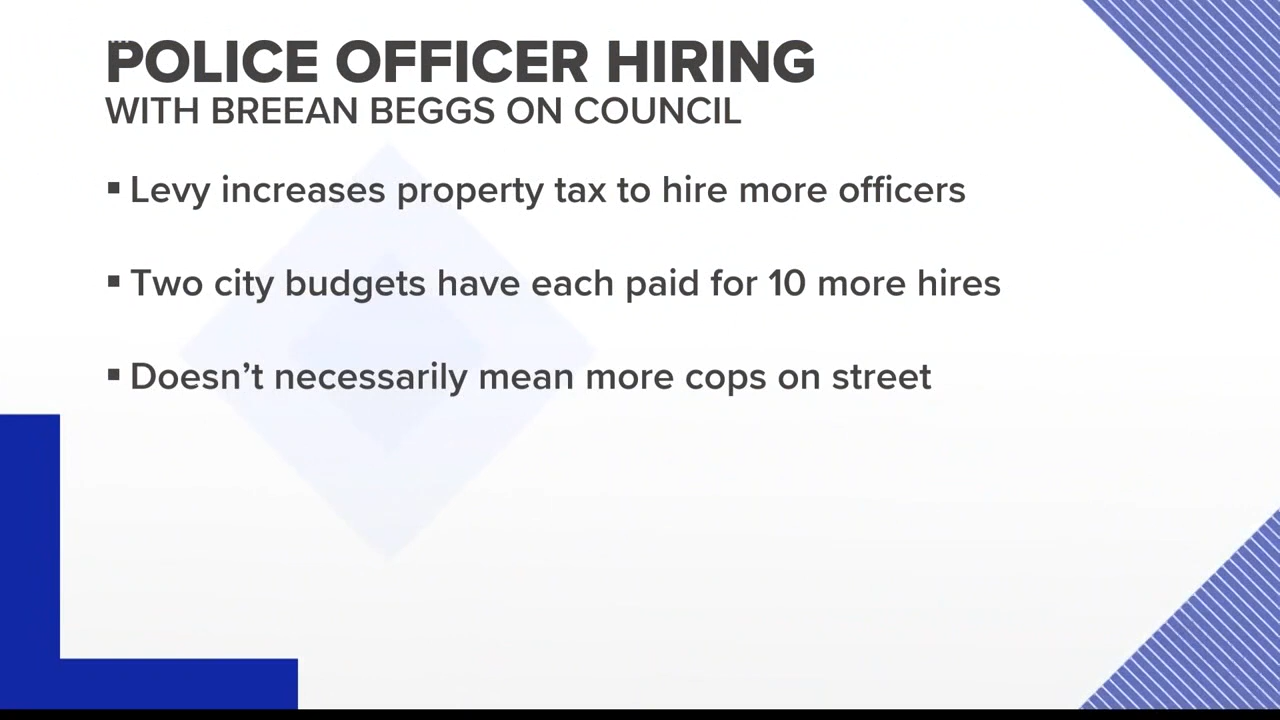 POLICE OFFICER HIRING
WITH BREEAN BEGGS ON COUNCIL
▪ Levy increases property tax to hire more officers
▪ Two city budgets have each paid for 10 more hires
▪ Doesn’t necessarily mean more cops on street